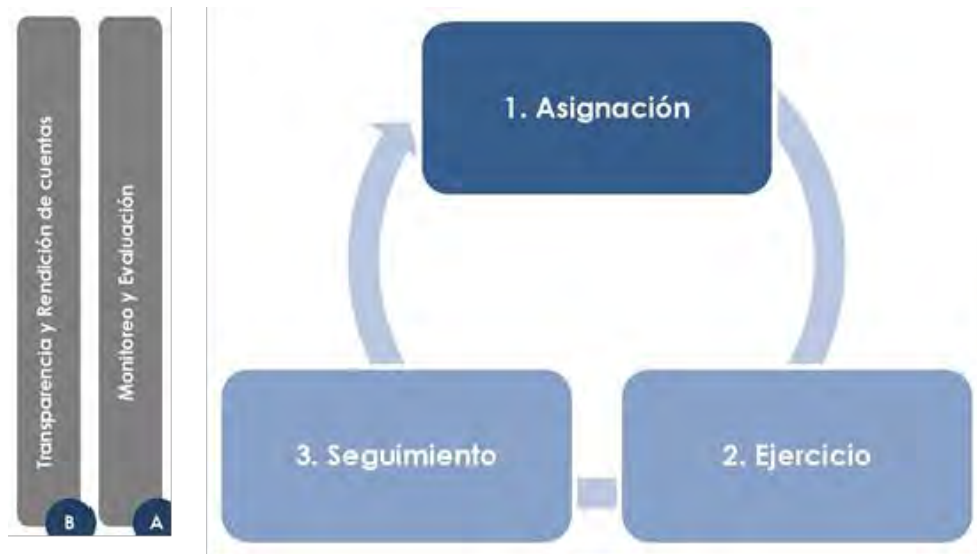 Transparencia y Rendición de cuentas
B
Monitoreo y Evaluación
A
1. Asignación
3. Seguimiento
2. Ejercicio